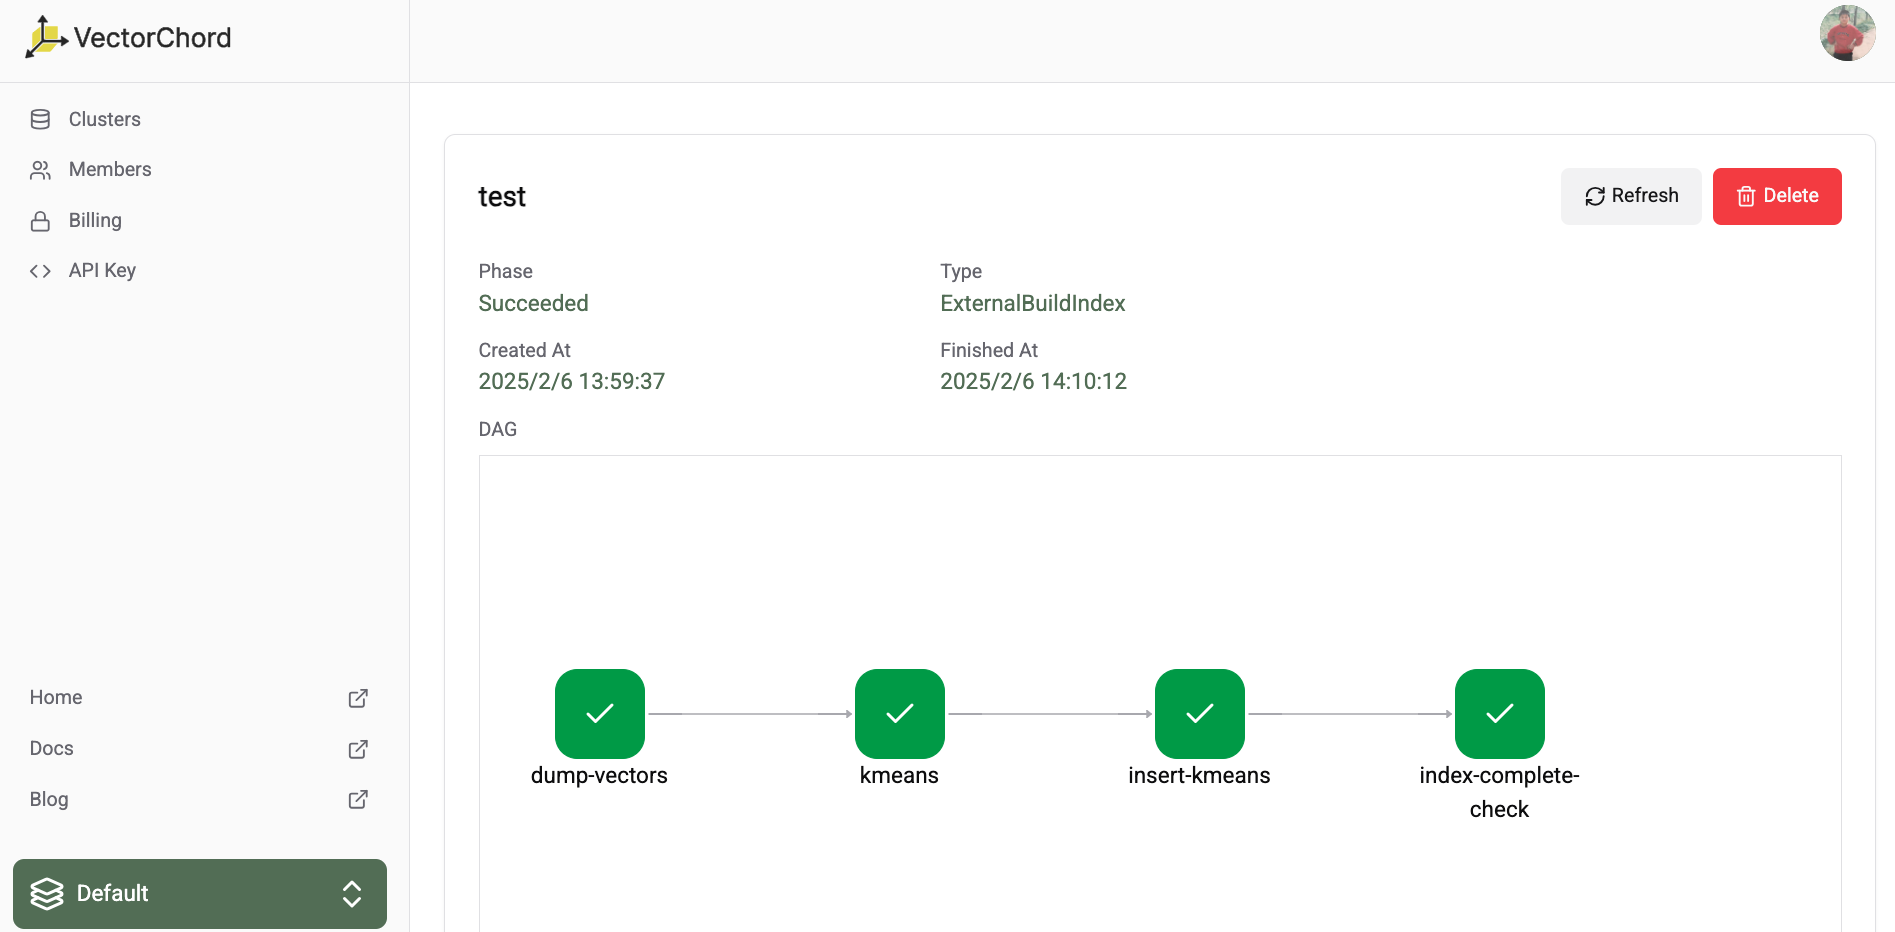 VectorChord
Clusters
Members
Billing
API Key
Home
Docs
Blog
Default
test
Refresh
Delete
Phase
Succeeded
Type
ExternalBuildIndex
Created At
2025/2/6 13:59:37
Finished At
2025/2/6 14:10:12
DAG
dump-vectors
kmeans
insert-kmeans
index-complete-
check